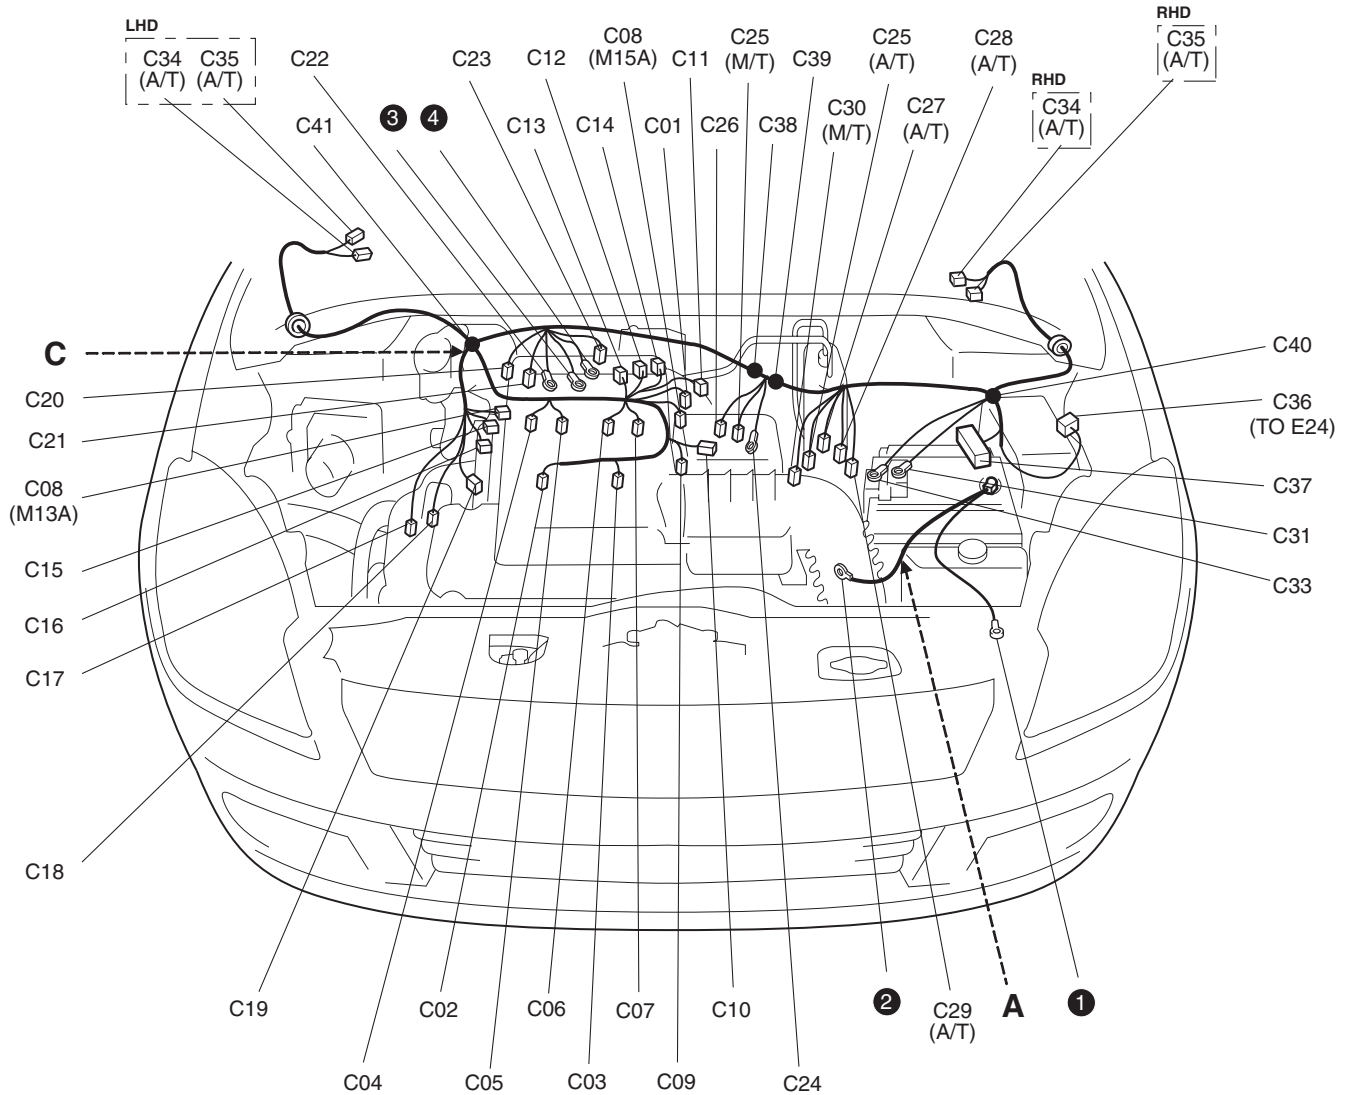 LHD
C34 C35
(A/T) (A/T)
C22
C23
C12
C08
(M15A)
C11
C25
(M/T)
C39
C25
(A/T)
C28
(A/T)
RHD
C35
(A/T)
RHD
C34
(A/T)
C41
3 4
C13
C14
C01
C26
C38
C30
(M/T)
C27
(A/T)
C
C20
C21
C08
(M13A)
C15
C16
C17
C18
C40
C36
(TO E24)
C37
C31
C33
C19
C02
C06
C07
C10
2
C29
(A/T)
A
1
C04
C05
C03
C09
C24